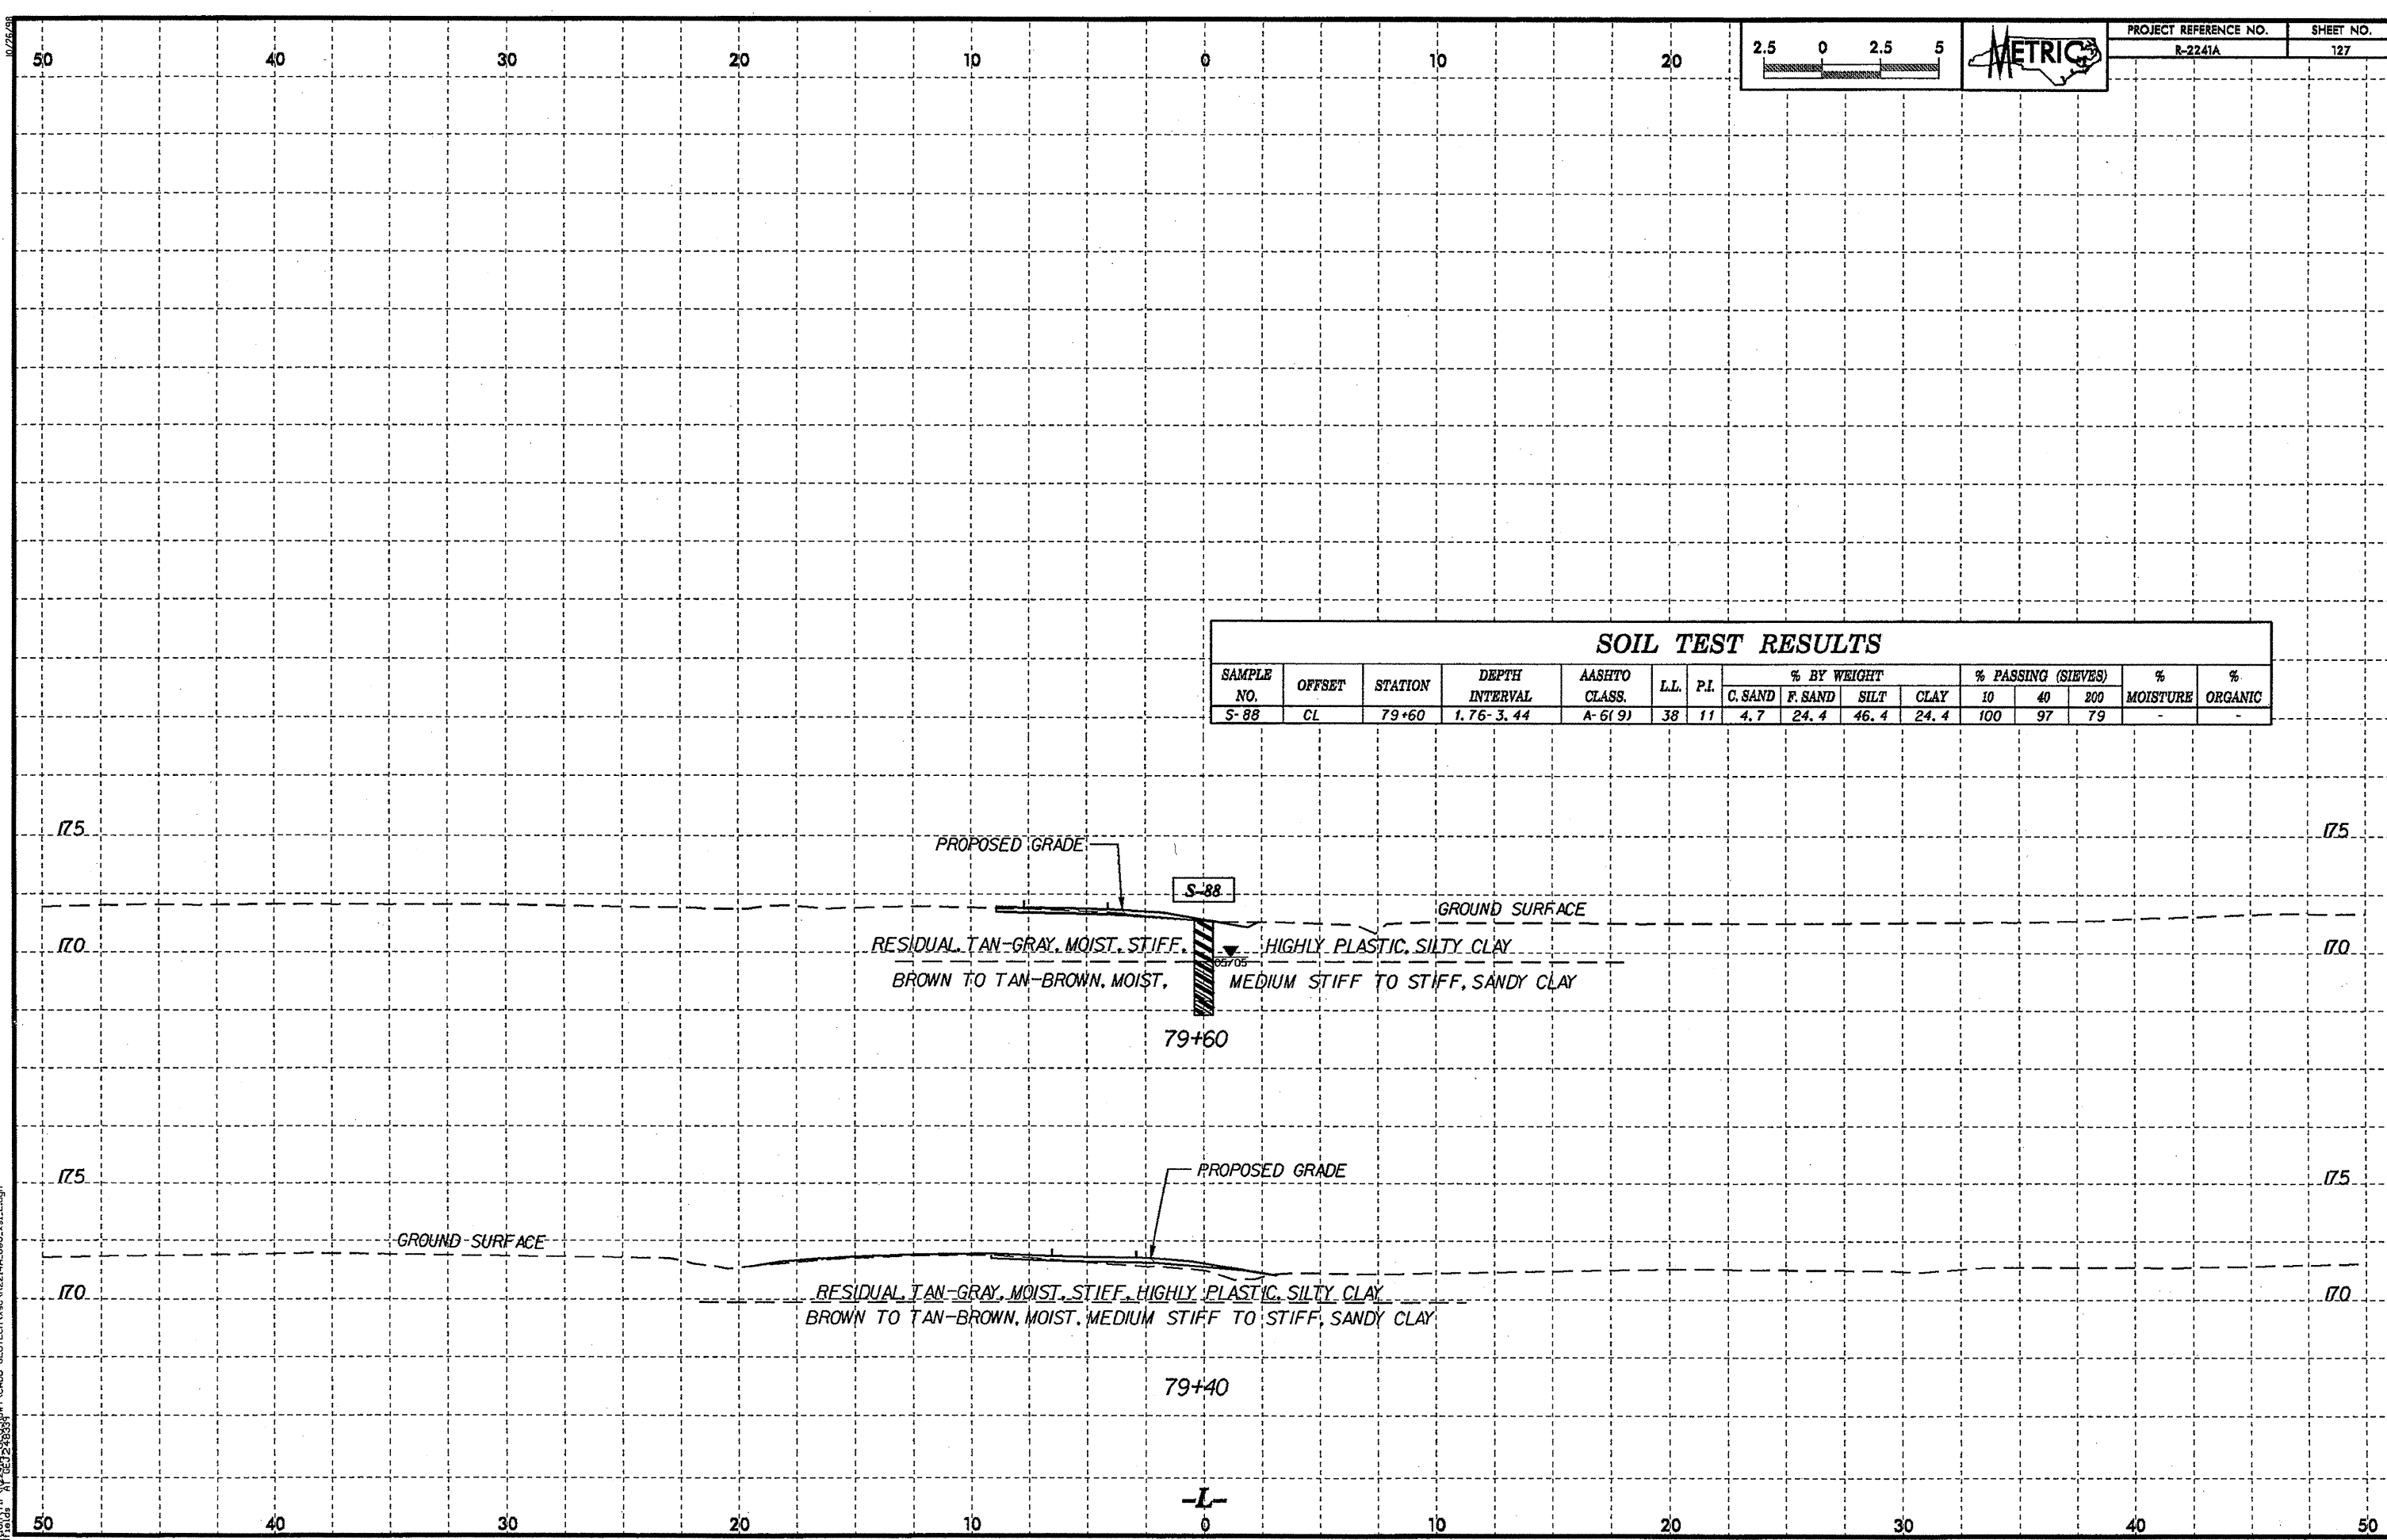 10/26/98
50 40 30 20 10 0 10 20
2.5 0 2.5 5
METRIC
PROJECT REFERENCE NO. SHEET NO.
R-2241A 127
SOIL TEST RESULTS
SAMPLE NO. OFFSET STATION DEPTH INTERVAL AASHTO CLASS. L.L. P.I. % BY WEIGHT % PASSING (SIEVES) % MOISTURE % ORGANIC
C. SAND F. SAND SILT CLAY 10 40 200
S-88 CL 79+60 1.76-3.44 A-6(9) 38 11 4.7 24.4 46.4 24.4 100 97 79 - -
175 175
PROPOSED GRADE
S-88
GROUND SURFACE
170 RESIDUAL, TAN-GRAY, MOIST, STIFF, HIGHLY PLASTIC, SILTY CLAY 170
05/05
BROWN TO TAN-BROWN, MOIST, MEDIUM STIFF TO STIFF, SANDY CLAY
79+60
175 PROPOSED GRADE 175
GROUND SURFACE
170 RESIDUAL, TAN-GRAY, MOIST, STIFF, HIGHLY PLASTIC, SILTY CLAY 170
BROWN TO TAN-BROWN, MOIST, MEDIUM STIFF TO STIFF, SANDY CLAY
79+40
-L-
50 40 30 20 10 0 10 20 30 40 50